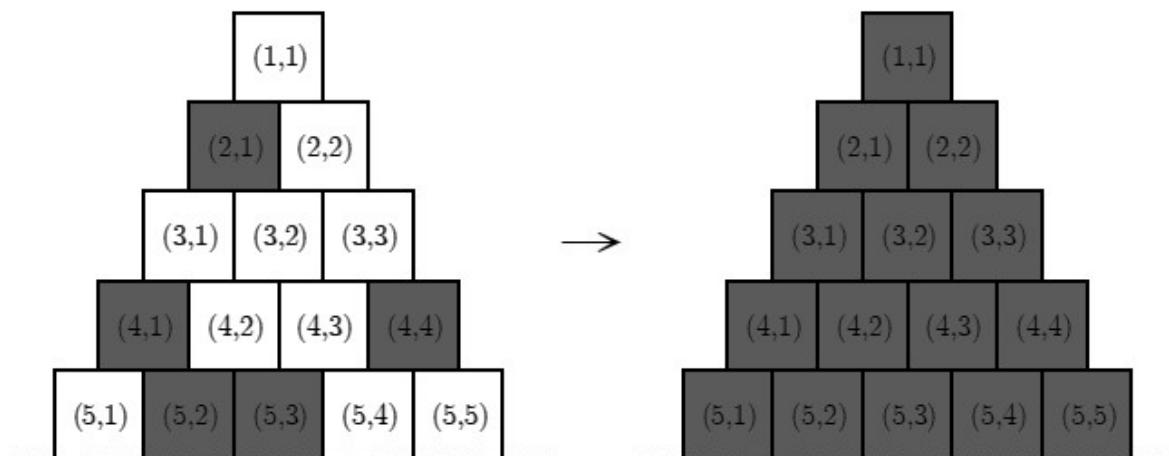 (1,1) (1,1)
(2,1) (2,2) (2,1) (2,2)
(3,1) (3,2) (3,3) (3,1) (3,2) (3,3)
(4,1) (4,2) (4,3) (4,4) (4,1) (4,2) (4,3) (4,4)
(5,1) (5,2) (5,3) (5,4) (5,5) (5,1) (5,2) (5,3) (5,4) (5,5)